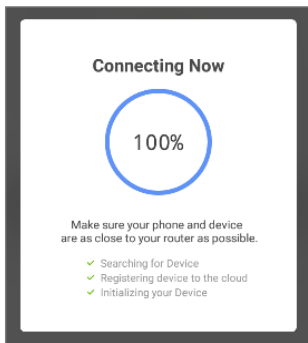 Connecting Now
100%
Make sure your phone and device
are as close to your router as possible.
Searching for Device
Registering device to the cloud
Initializing your Device